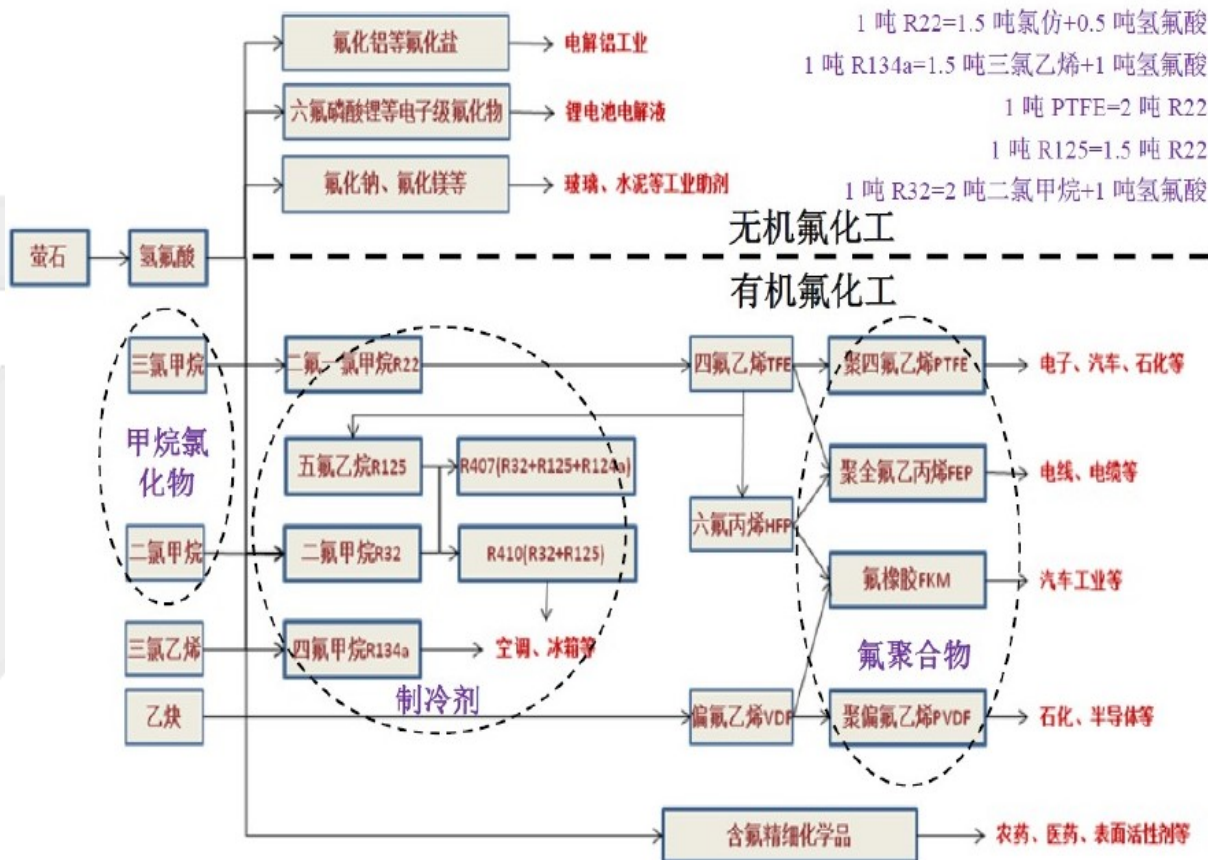 氟化铝等氟化盐
电解铝工业
1 吨 R22=1.5 吨氯仿+0.5 吨氢氟酸
1 吨 R134a=1.5 吨三氯乙烯+1 吨氢氟酸
六氟磷酸锂等电子级氟化物
锂电池电解液
1 吨 PTFE=2 吨 R22
1 吨 R125=1.5 吨 R22
氟化钠、氟化镁等
玻璃、水泥等工业助剂
1 吨 R32=2 吨二氯甲烷+1 吨氢氟酸
无机氟化工
萤石
氢氟酸
有机氟化工
三氯甲烷
二氟一氯甲烷R22
四氟乙烯TFE
聚四氟乙烯PTFE
电子、汽车、石化等
甲烷氯
化物
五氟乙烷R125
R407(R32+R125+R124a)
聚全氟乙丙烯FEP
电线、电缆等
六氟丙烯HFP
二氯甲烷
二氟甲烷R32
R410(R32+R125)
氟橡胶FKM
汽车工业等
三氯乙烯
四氟甲烷R134a
空调、冰箱等
氟聚合物
制冷剂
乙炔
偏氟乙烯VDF
聚偏氟乙烯PVDF
石化、半导体等
含氟精细化学品
农药、医药、表面活性剂等